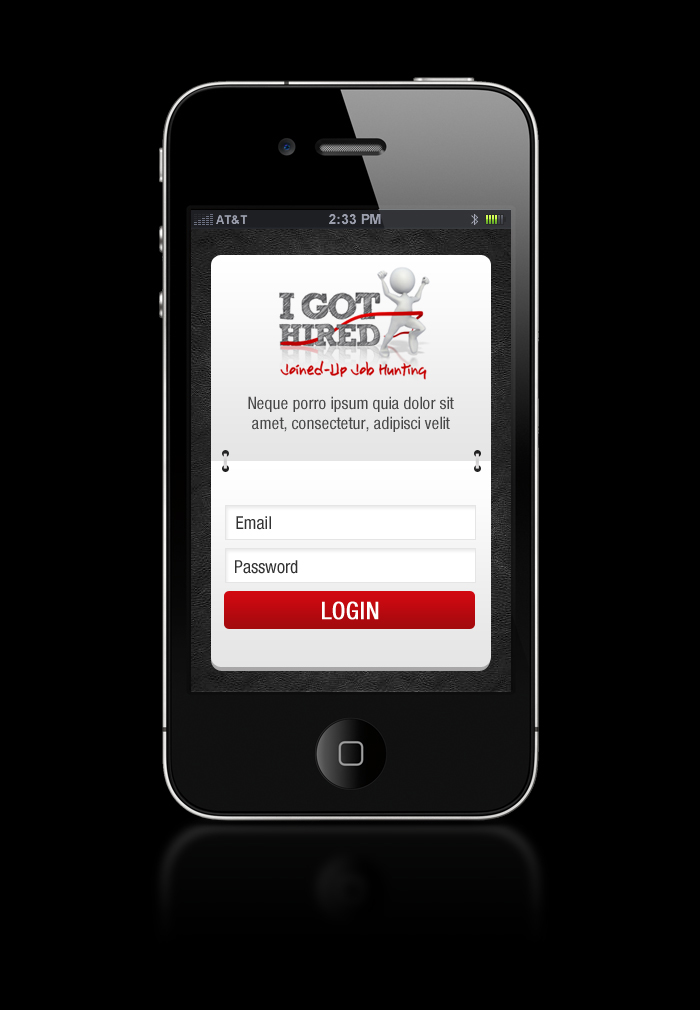 AT&T 2:33 PM
I GOT
HIRED
Joined-Up Job Hunting
Neque porro ipsum quia dolor sit
amet, consectetur, adipisci velit
Email
Password
LOGIN